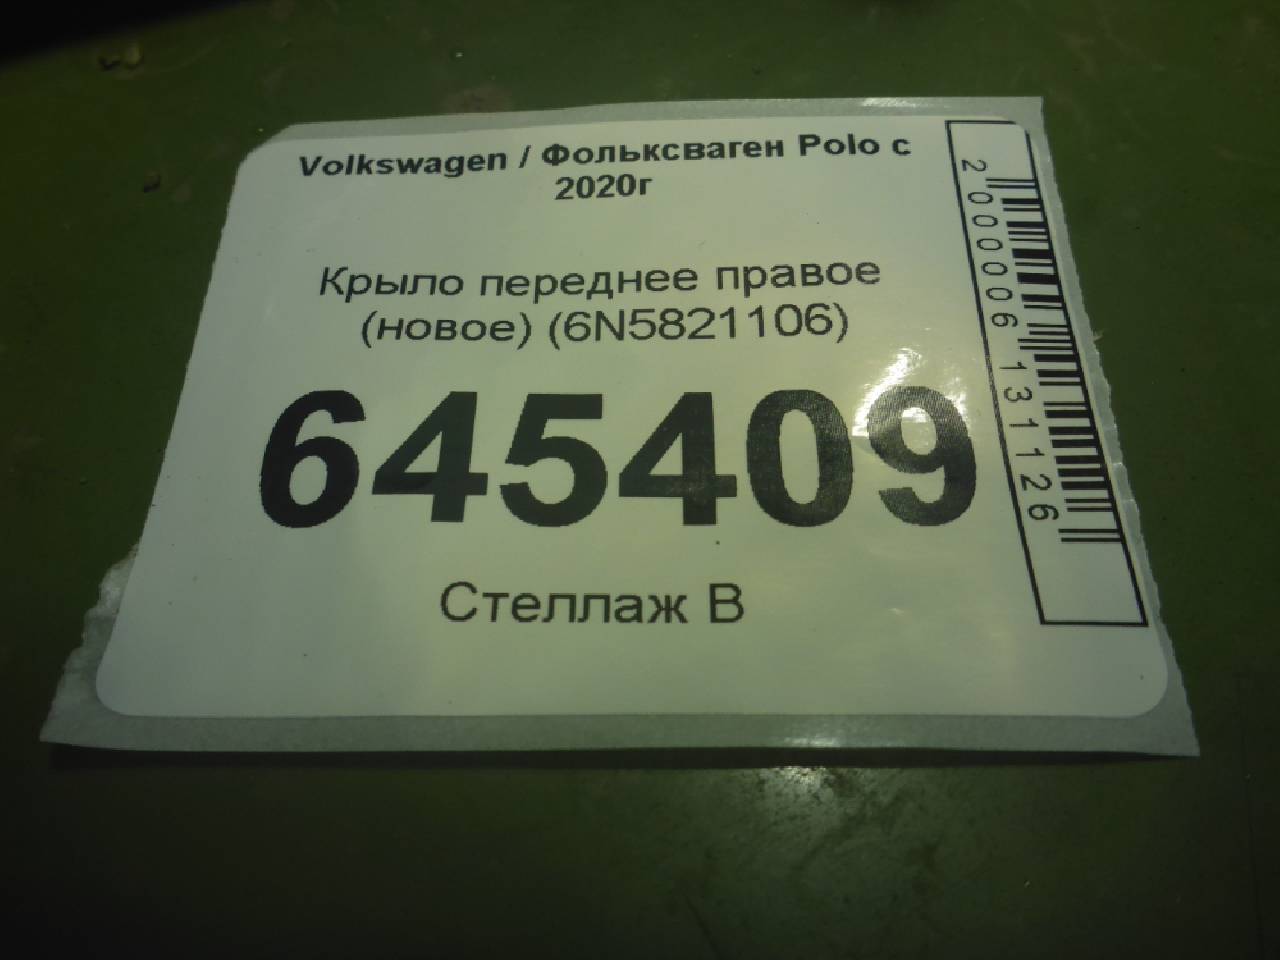 Volkswagen / Фольксваген Polo с
2020г
Крыло переднее правое
(новое) (6N5821106)
645409
Стеллаж В
2000006131126